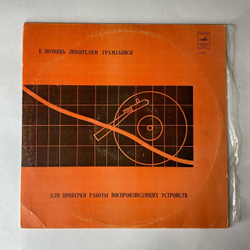 В ПОМОЩЬ ЛЮБИТЕЛЯМ ГРАМЗАПИСИ
ДЛЯ ПРОВЕРКИ РАБОТЫ ВОСПРОИЗВОДЯЩИХ УСТРОЙСТВ